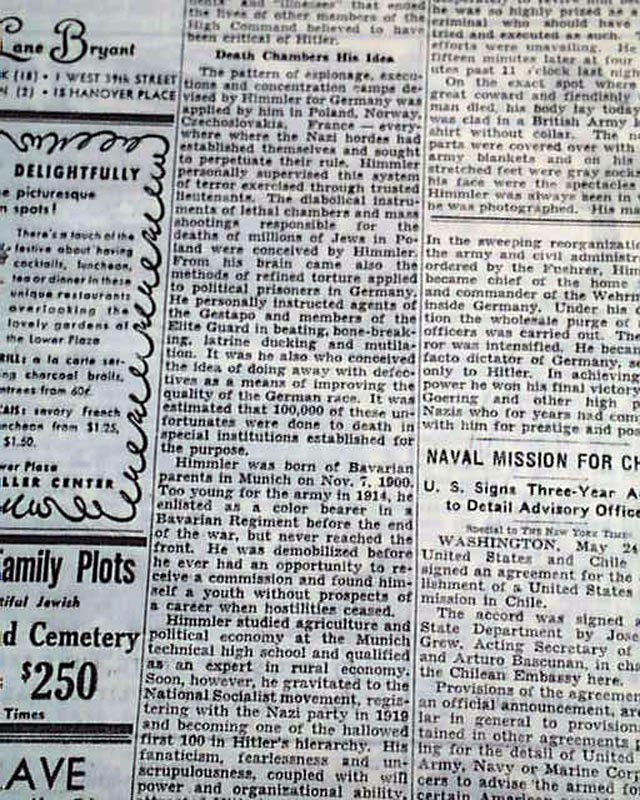 Lane Bryant
(18) • 1 WEST 39th STREET
(2) • 15 HANOVER PLACE
DELIGHTFULLY
picturesque
spots!
There's a touch of the
festive about having
cocktails, luncheon,
tea or dinner in these
unique restaurants
overlooking the
lovely gardens of
the Lower Plaza
a la carte ser-
charcoal broils,
from 60¢.
savory French
from $1.25,
$1.50.
Plaza
CENTER
Family Plots
Jewish
Cemetery
$250
Times
and "illnesses" that ended
the lives of other members of the
High Command believed to have
been critical of Hitler.
Death Chambers His Idea
The pattern of espionage, execu-
tions and concentration camps de-
vised by Himmler for Germany was
applied by him in Poland, Norway,
Czechoslovakia, France — every-
where where the Nazi hordes had
established themselves and sought
to perpetuate their rule. Himmler
personally supervised this system
of terror exercised through trusted
lieutenants. The diabolical instru-
ments of lethal chambers and mass
shootings responsible for the
deaths of millions of Jews in Po-
land were conceived by Himmler.
From his brain came also the
methods of refined torture applied
to political prisoners in Germany.
He personally instructed agents of
the Gestapo and members of the
Elite Guard in beating, bone-break-
ing, latrine ducking and mutila-
tion. It was he also who conceived
the idea of doing away with defec-
tives as a means of improving the
quality of the German race. It was
estimated that 100,000 of these un-
fortunates were done to death in
special institutions established for
the purpose.
Himmler was born of Bavarian
parents in Munich on Nov. 7, 1900.
Too young for the army in 1914, he
enlisted as a color bearer in a
Bavarian Regiment before the end
of the war, but never reached the
front. He was demobilized before
he ever had an opportunity to re-
ceive a commission and found him-
self a youth without prospects of
a career when hostilities ceased.
Himmler studied agriculture and
political economy at the Munich
technical high school and qualified
as an expert in rural economy.
Soon, however, he gravitated to the
National Socialist movement, regis-
tering with the Nazi party in 1919
and becoming one of the hallowed
first 100 in Hitler's hierarchy. His
fanaticism, fearlessness and un-
scrupulousness, coupled with will
power and organizational ability,
he was so highly prized
criminal who should have
tried and executed as such.
efforts were unavailing. He
fifteen minutes later at four
utes past 11 o'clock last nigh
On the exact spot where
great coward and fiendishly
man died, his body lay today
was clad in a British Army
shirt without collar. The
parts were covered over with
army blankets and on his
stretched feet were gray sock
his face were the spectacles
Himmler was always seen in
he was photographed. His
In the sweeping reorganizati
the army and civil administr
ordered by the Fuehrer, Him
became chief of the home
and commander of the Wehrm
inside Germany. Under his
tion the wholesale purge of
officers was carried out. The
ror was intensified. He becam
facto dictator of Germany, s
only to Hitler. In achieving
power he won his final victory
Goering and other high
Nazis who for years had com
with him for prestige and pos
NAVAL MISSION FOR CH
U. S. Signs Three-Year A
to Detail Advisory Office
Special to The New York Times
WASHINGTON, May 24
United States and Chile
signed an agreement for the
lishment of a United States
mission in Chile.
The accord was signed
State Department by Jose
Grew, Acting Secretary of
and Arturo Bascunan, in cha
the Chilean Embassy here.
Provisions of the agreemen
an official announcement, are
lar in general to provision
tained in other agreements
ing for the detail of United
Army, Navy or Marine Cor
cers to advise the armed fo